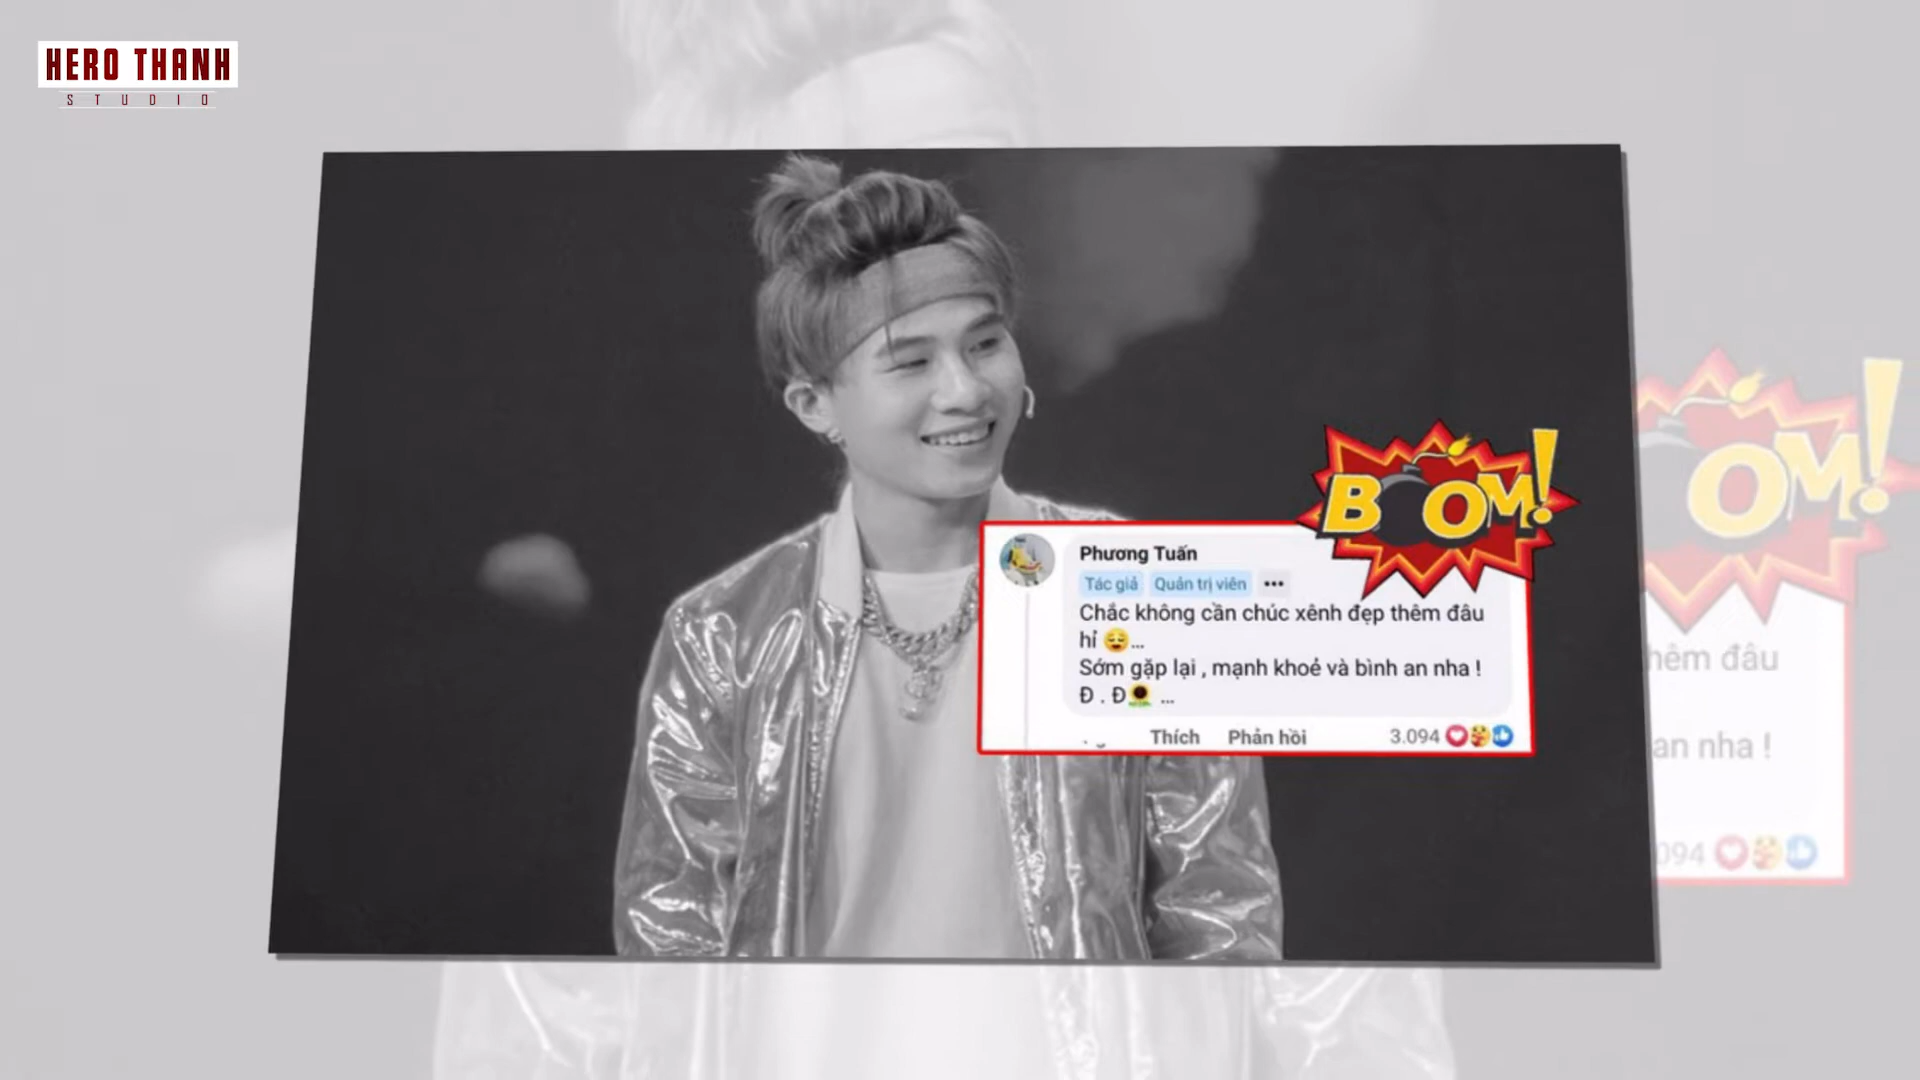 HERO THANH
STUDIO
BOOM!
OM!
Phương Tuấn
Tác giả Quản trị viên ...
Chắc không cần chúc xênh đẹp thêm đâu
hỉ 😌...
Sớm gặp lại , mạnh khoẻ và bình an nha !
Đ . Đ🌻 ...
Thích Phản hồi 3.094
hêm đâu
an nha !
094